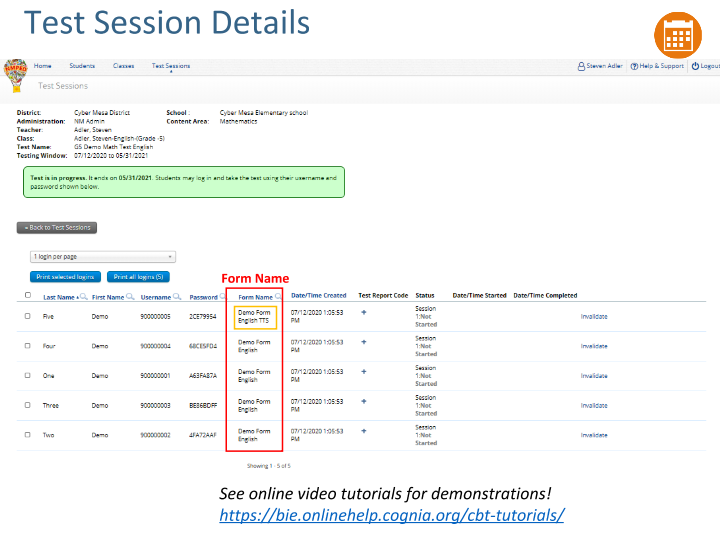 Test Session Details
Home Students Classes Test Sessions Steven Adler Help & Support Logout
Test Sessions
District: Cyber Mesa District School : Cyber Mesa Elementary school
Administration: NM Admin Content Area: Mathematics
Teacher: Adler, Steven
Class: Adler, Steven-English-(Grade -5)
Test Name: G5 Demo Math Test English
Testing Window: 07/12/2020 to 05/31/2021
Test is in progress. It ends on 05/31/2021. Students may log in and take the test using their username and
password shown below.
« Back to Test Sessions
1 login per page
Print selected logins Print all logins (5)
Form Name
Last Name First Name Username Password Form Name Date/Time Created Test Report Code Status Date/Time Started Date/Time Completed
Five Demo 900000005 2CE79954 Demo Form English TTS 07/12/2020 1:05:53 PM + Session 1:Not Started Invalidate
Four Demo 900000004 Demo Form English 07/12/2020 1:05:53 PM + Session 1:Not Started Invalidate
One Demo 900000001 A63FA87A Demo Form English 07/12/2020 1:05:53 PM + Session 1:Not Started Invalidate
Three Demo 900000003 BE86BDFF Demo Form English 07/12/2020 1:05:53 PM + Session 1:Not Started Invalidate
Two Demo 900000002 4FA72AAF Demo Form English 07/12/2020 1:05:53 PM + Session 1:Not Started Invalidate
Showing 1 - 5 of 5
See online video tutorials for demonstrations!
https://bie.onlinehelp.cognia.org/cbt-tutorials/